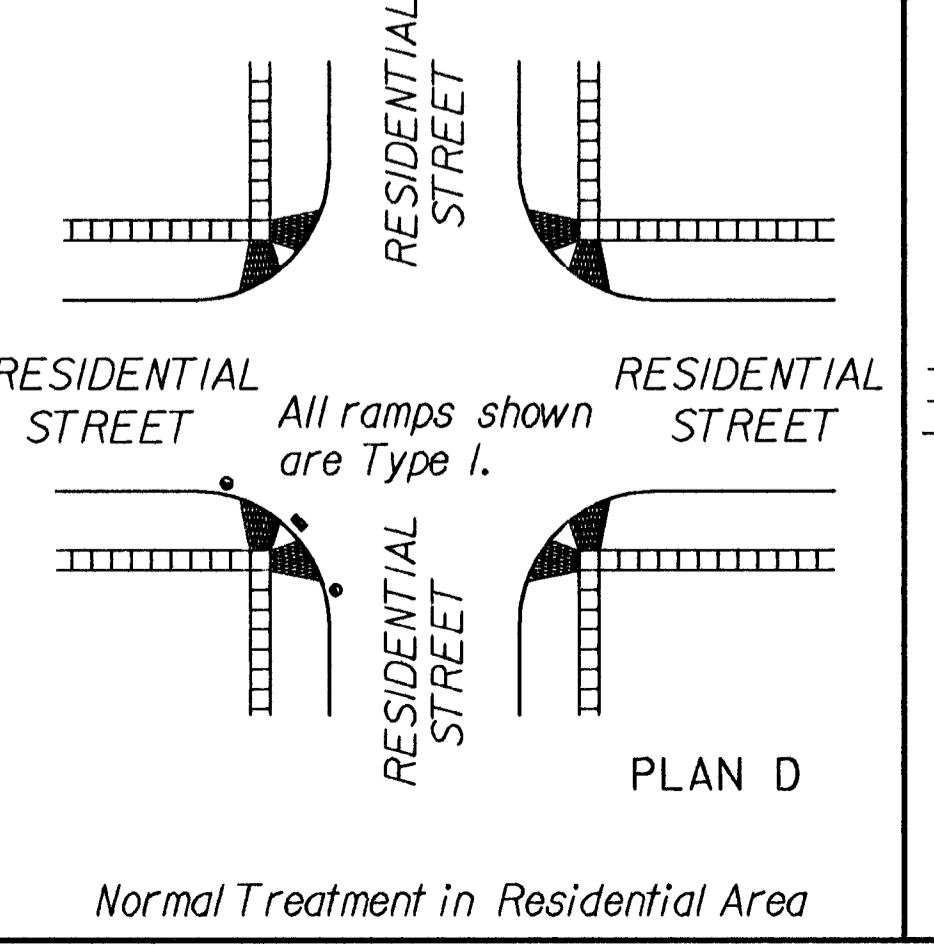 RESIDENTIAL
STREET
RESIDENTIAL
STREET
RESIDENTIAL
STREET
All ramps shown
are Type 1.
RESIDENTIAL
STREET
PLAN D
Normal Treatment in Residential Area